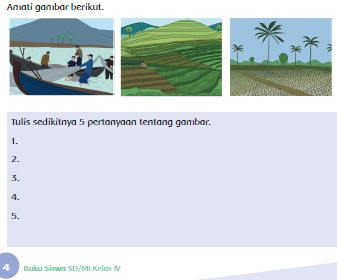 Amati gambar berikut.
Tulis sedikitnya 5 pertanyaan tentang gambar.
1.
2.
3.
4.
5.
4 Buku Siswa SD/MI Kelas IV